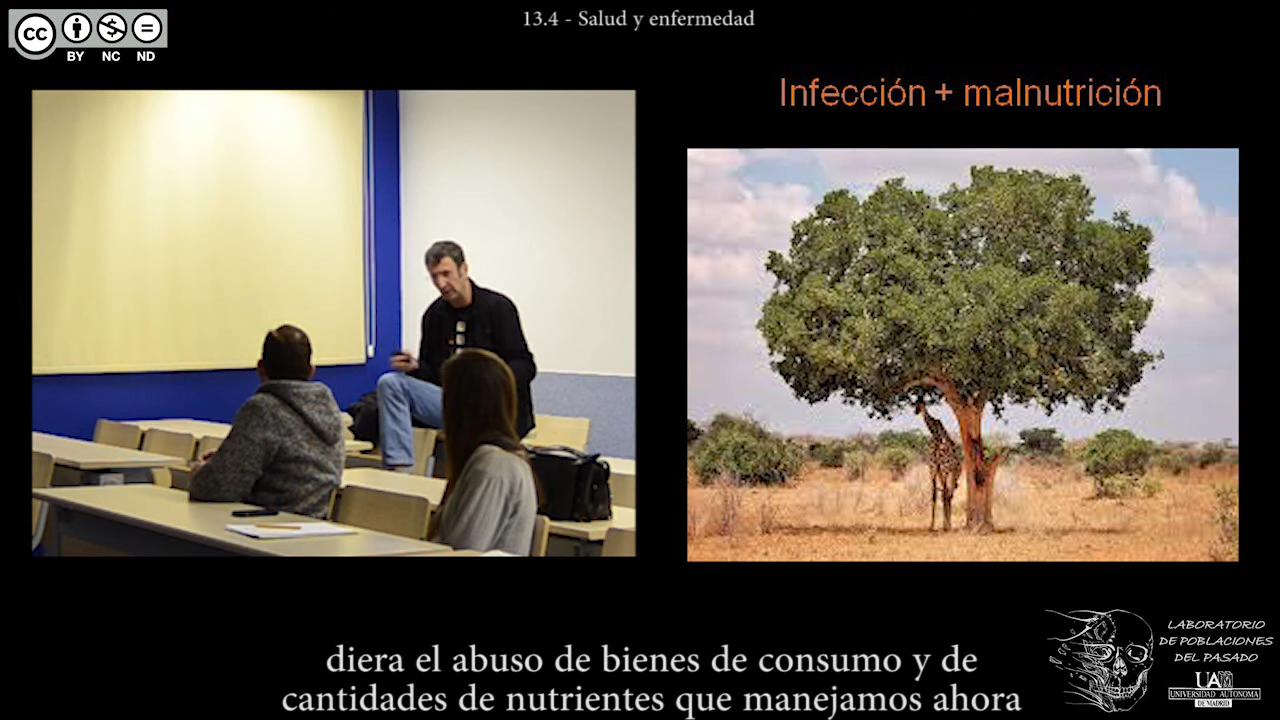 13.4 - Salud y enfermedad
CC
BY NC ND
Infección + malnutrición
diera el abuso de bienes de consumo y de
cantidades de nutrientes que manejamos ahora
LABORATORIO
DE POBLACIONES
DEL PASADO
UAM
UNIVERSIDAD AUTONOMA
DE MADRID